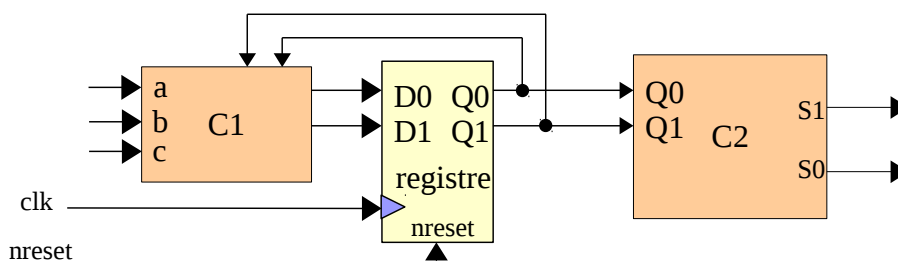 a
b
c
C1
D0 Q0
D1 Q1
registre
nreset
Q0
Q1
C2
S1
S0
clk
nreset